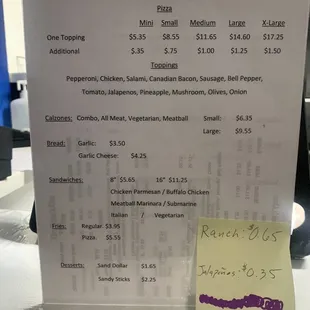 Pizza
Mini Small Medium Large X-Large
One Topping $5.35 $8.55 $11.65 $14.60 $17.25
Additional $.35 $.75 $1.00 $1.25 $1.50
Toppings
Pepperoni, Chicken, Salami, Canadian Bacon, Sausage, Bell Pepper,
Tomato, Jalapenos, Pineapple, Mushroom, Olives, Onion
Calzones: Combo, All Meat, Vegetarian, Meatball Small: $6.35
Large: $9.55
Bread: Garlic: $3.50
Garlic Cheese: $4.25
Sandwiches: 8" $5.65 16" $11.25
Chicken Parmesan / Buffalo Chicken
Meatball Marinara / Submarine
Italian / Vegetarian
Fries: Regular $3.95
Pizza: $5.55
Desserts: Sand Dollar $1.65
Sandy Sticks $2.25
Ranch: $0.65
Jalapeños: $0.35